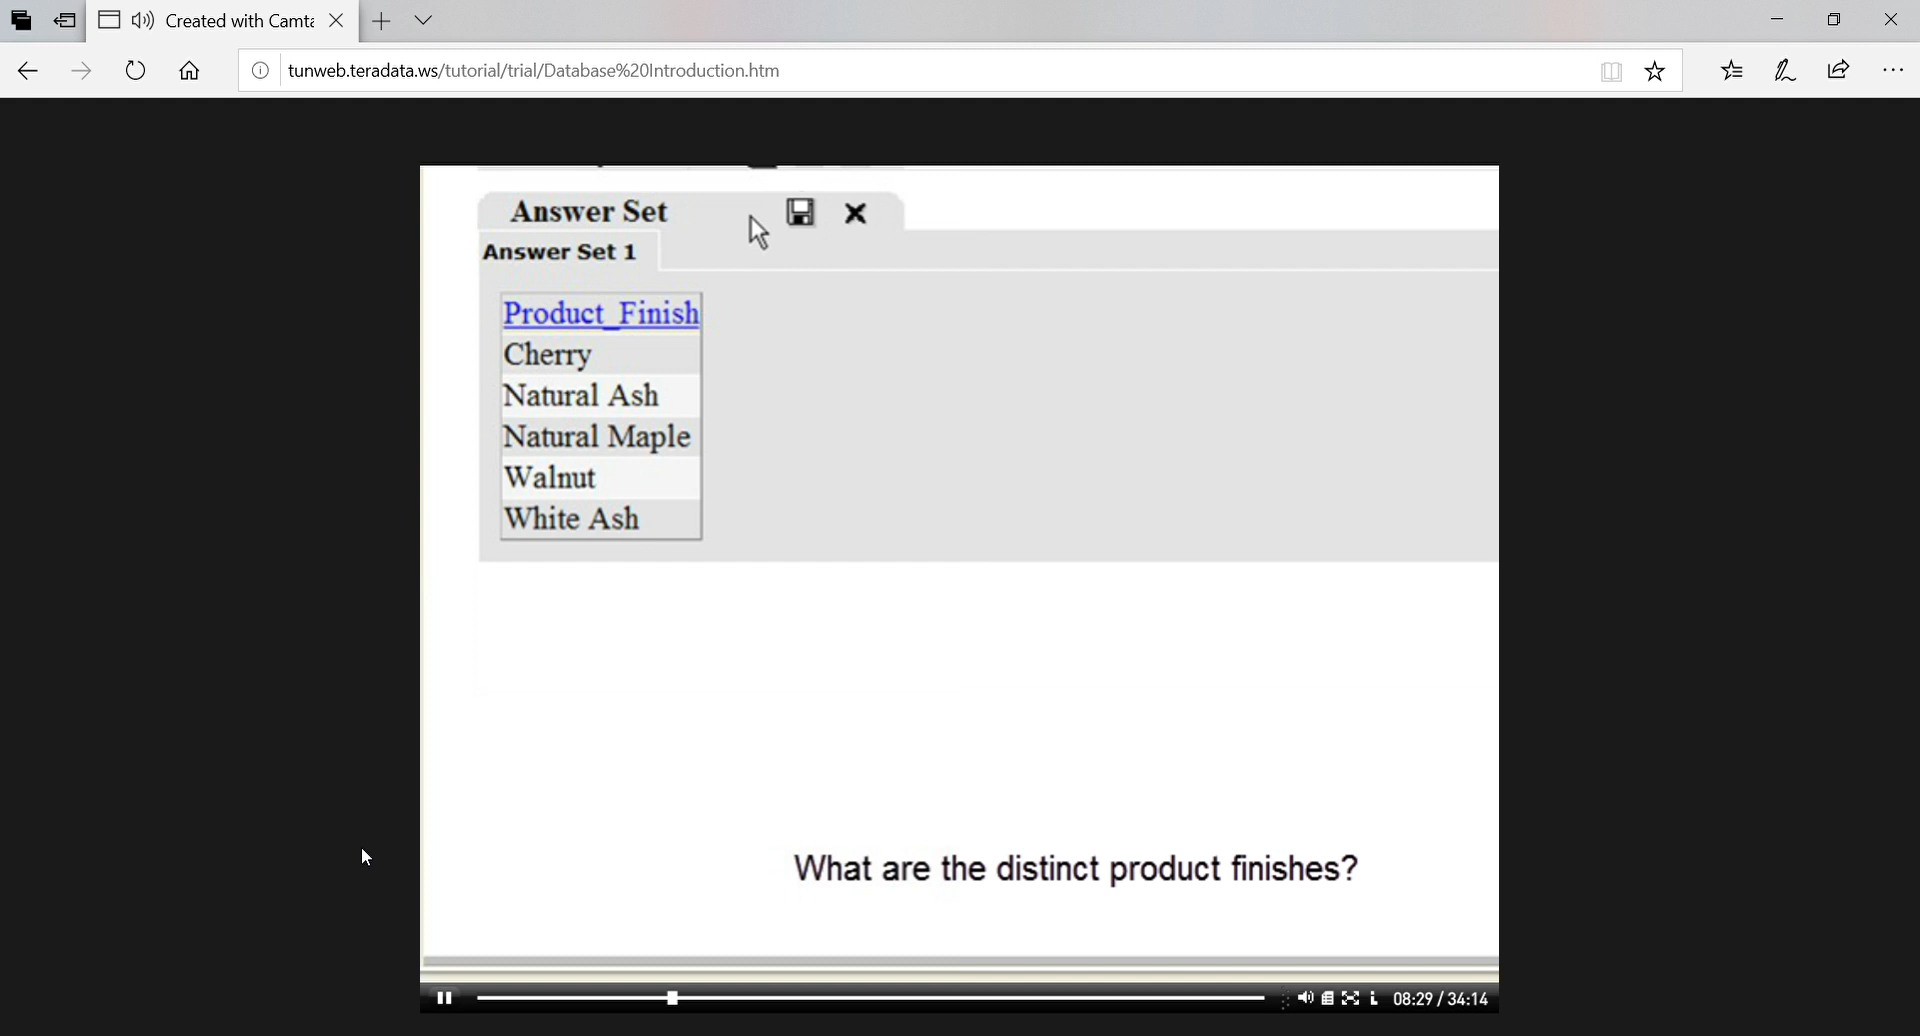 Created with Camta
tunweb.teradata.ws/tutorial/trial/Database%20Introduction.htm
Answer Set
Answer Set 1
Product_Finish
Cherry
Natural Ash
Natural Maple
Walnut
White Ash
What are the distinct product finishes?
08:29 / 34:14